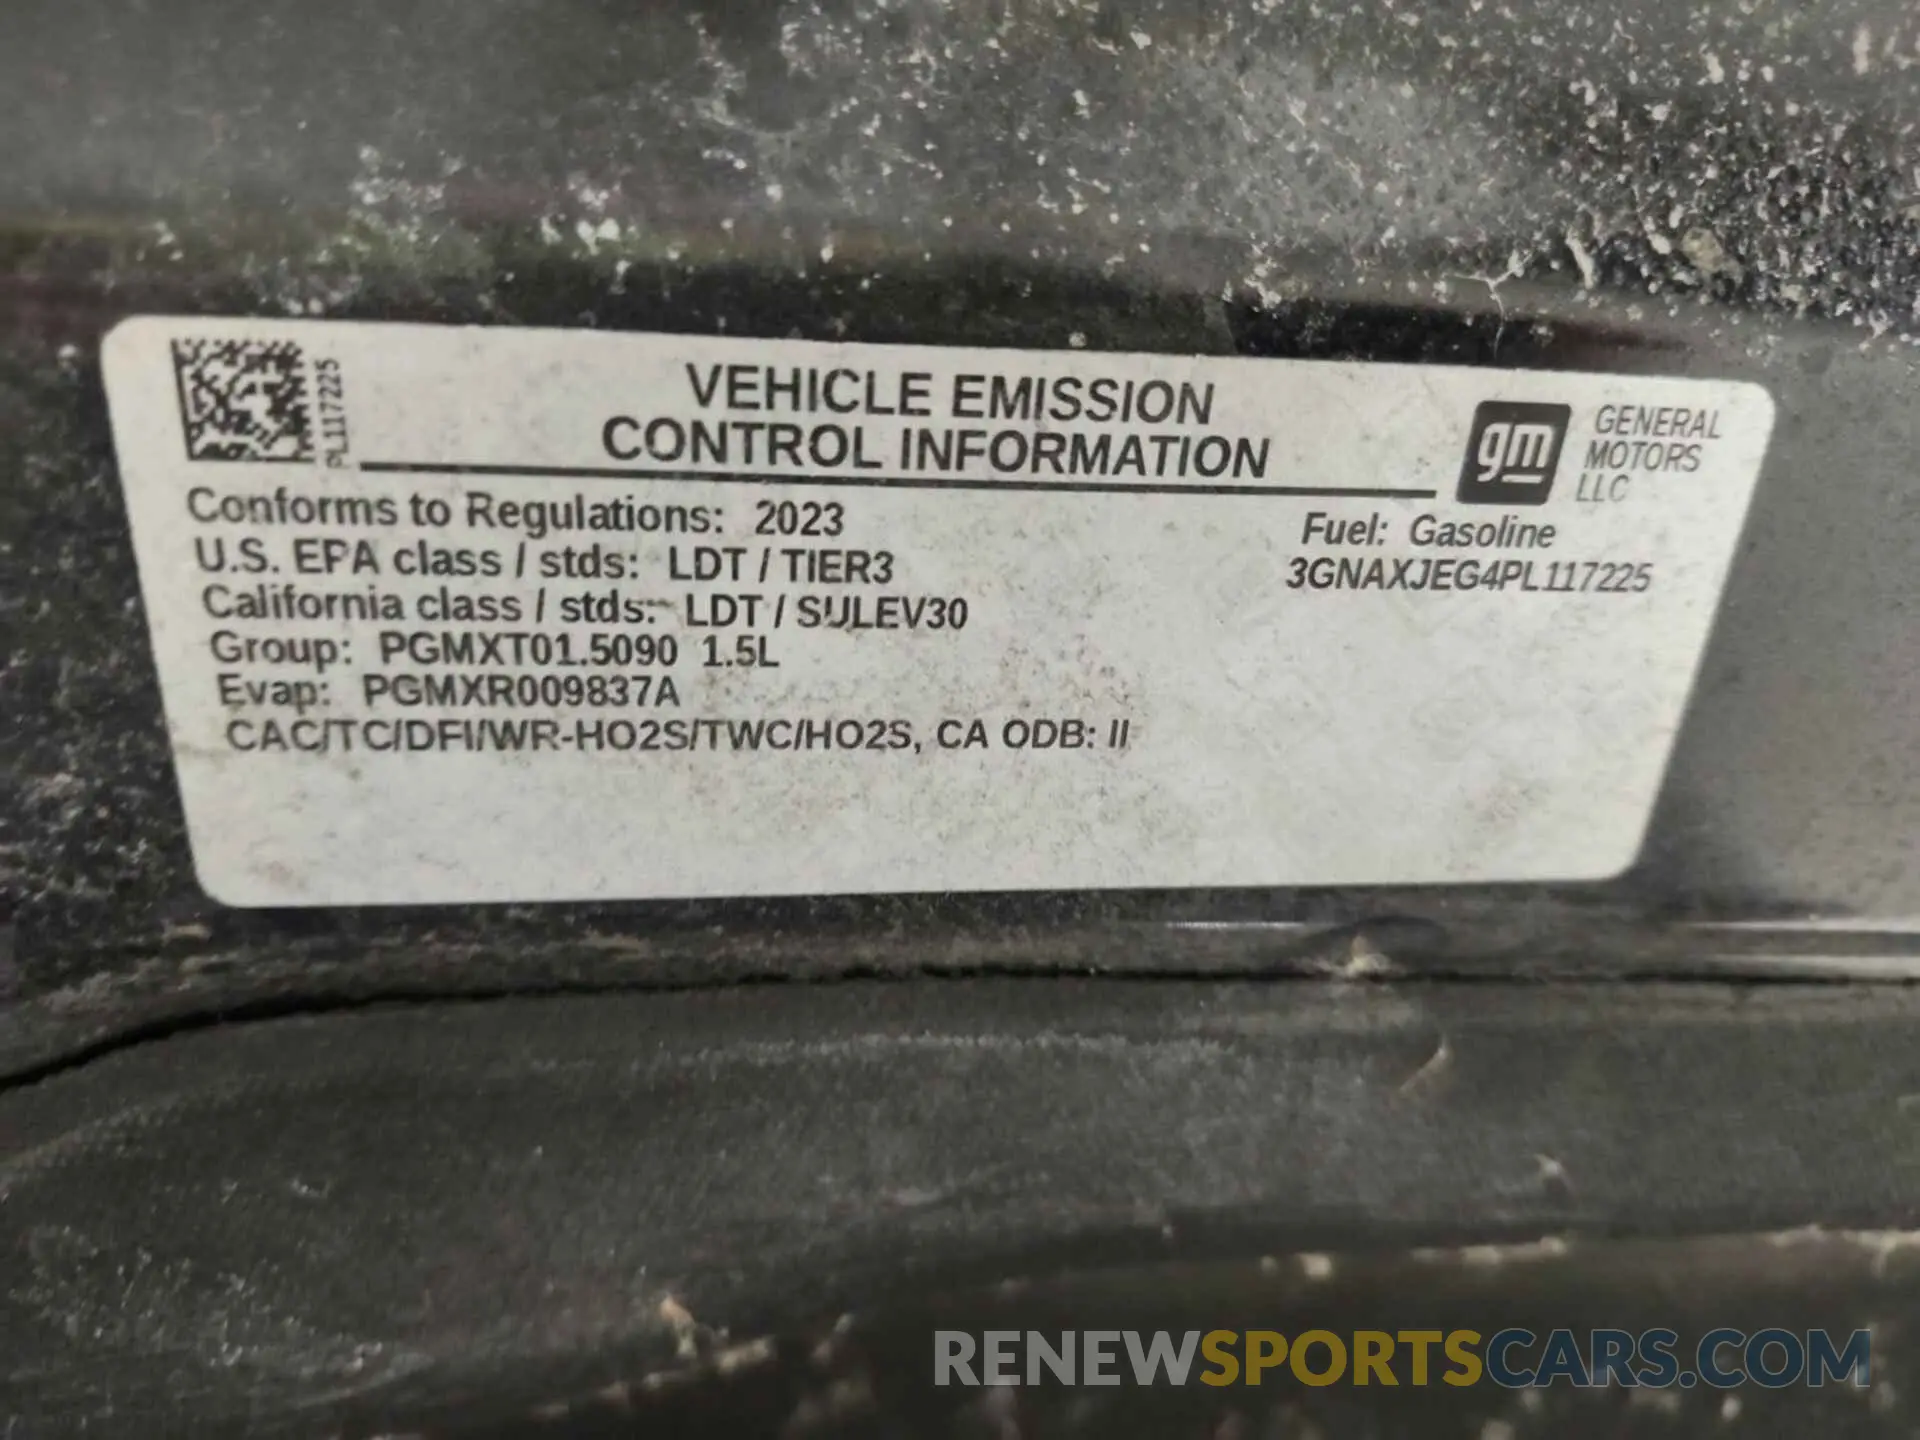 PL117225
VEHICLE EMISSION
CONTROL INFORMATION
gm
GENERAL
MOTORS
LLC
Conforms to Regulations: 2023
Fuel: Gasoline
U.S. EPA class / stds: LDT / TIER3
3GNAXJEG4PL117225
California class / stds: LDT / SULEV30
Group: PGMXT01.5090 1.5L
Evap: PGMXR009837A
CAC/TC/DFI/WR-HO2S/TWC/HO2S, CA ODB: II
RENEWSPORTSCARS.COM